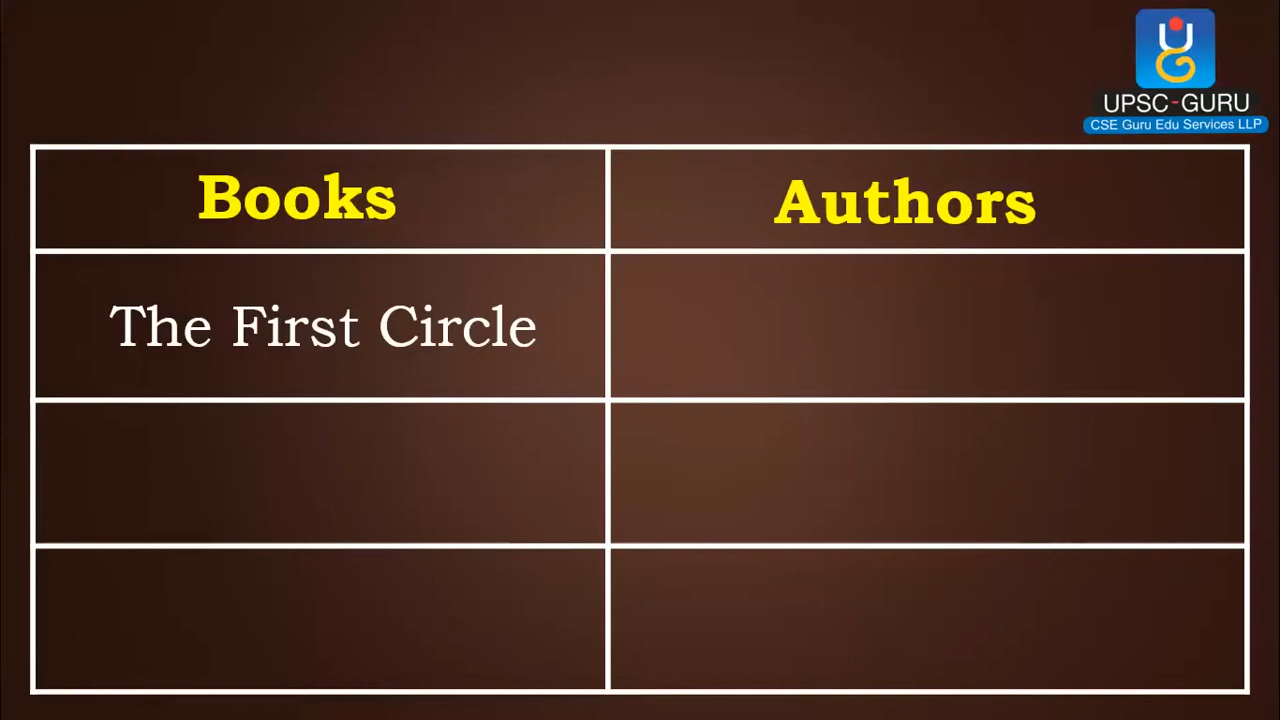 UPSC-GURU
CSE Guru Edu Services LLP
Books
Authors
The First Circle